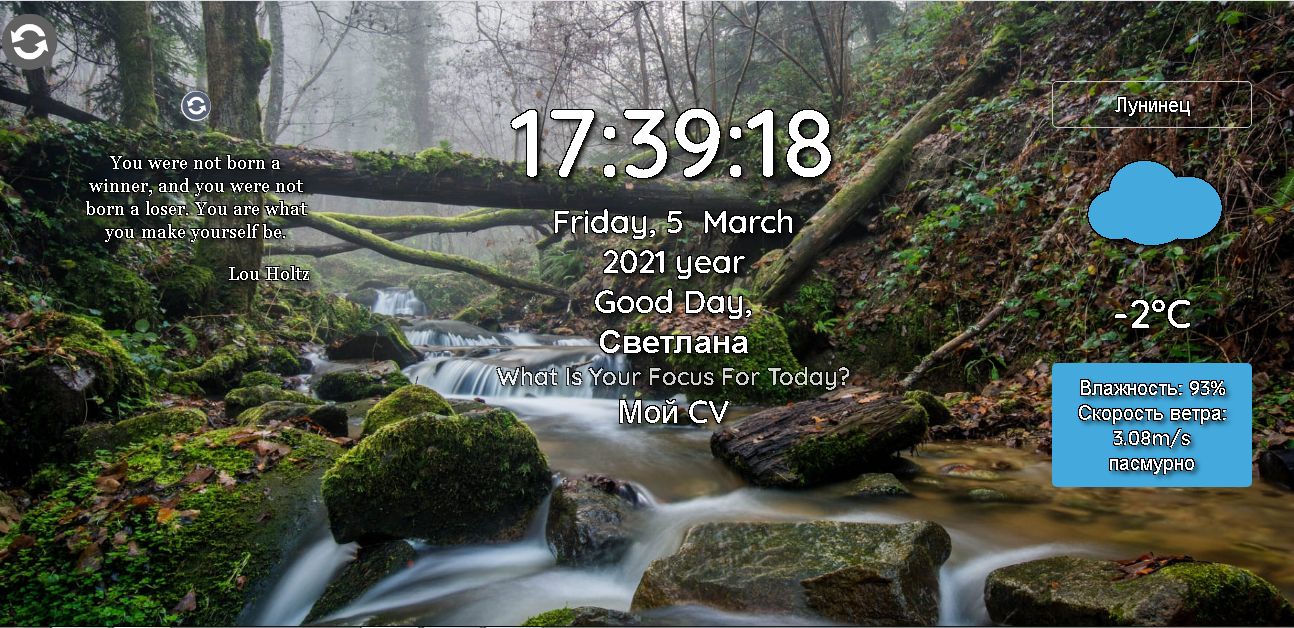 You were not born a
winner, and you were not
born a loser. You are what
you make yourself be.
Lou Holtz
17:39:18
Friday, 5 March
2021 year
Good Day,
Светлана
What Is Your Focus For Today?
Мой CV
Лунинец
-2°C
Влажность: 93%
Скорость ветра:
3.08m/s
пасмурно